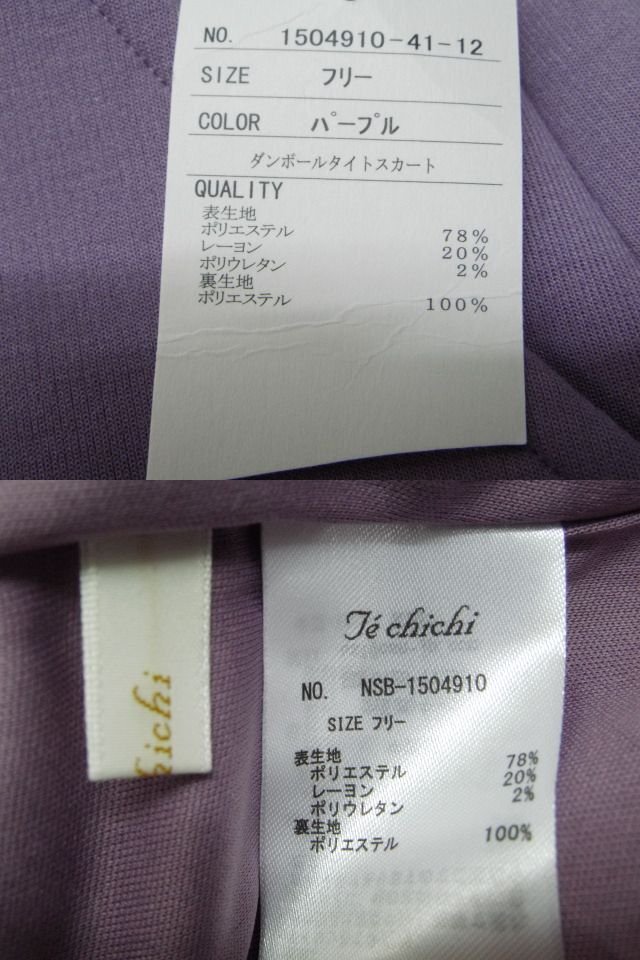 NO. 1504910-41-12
SIZE フリー
COLOR パープル
ダンボールタイトスカート
QUALITY
表生地
ポリエステル 78%
レーヨン 20%
ポリウレタン 2%
裏生地
ポリエステル 100%
chichi
Té chichi
NO. NSB-1504910
SIZE フリー
表生地
ポリエステル 78%
レーヨン 20%
ポリウレタン 2%
裏生地
ポリエステル 100%